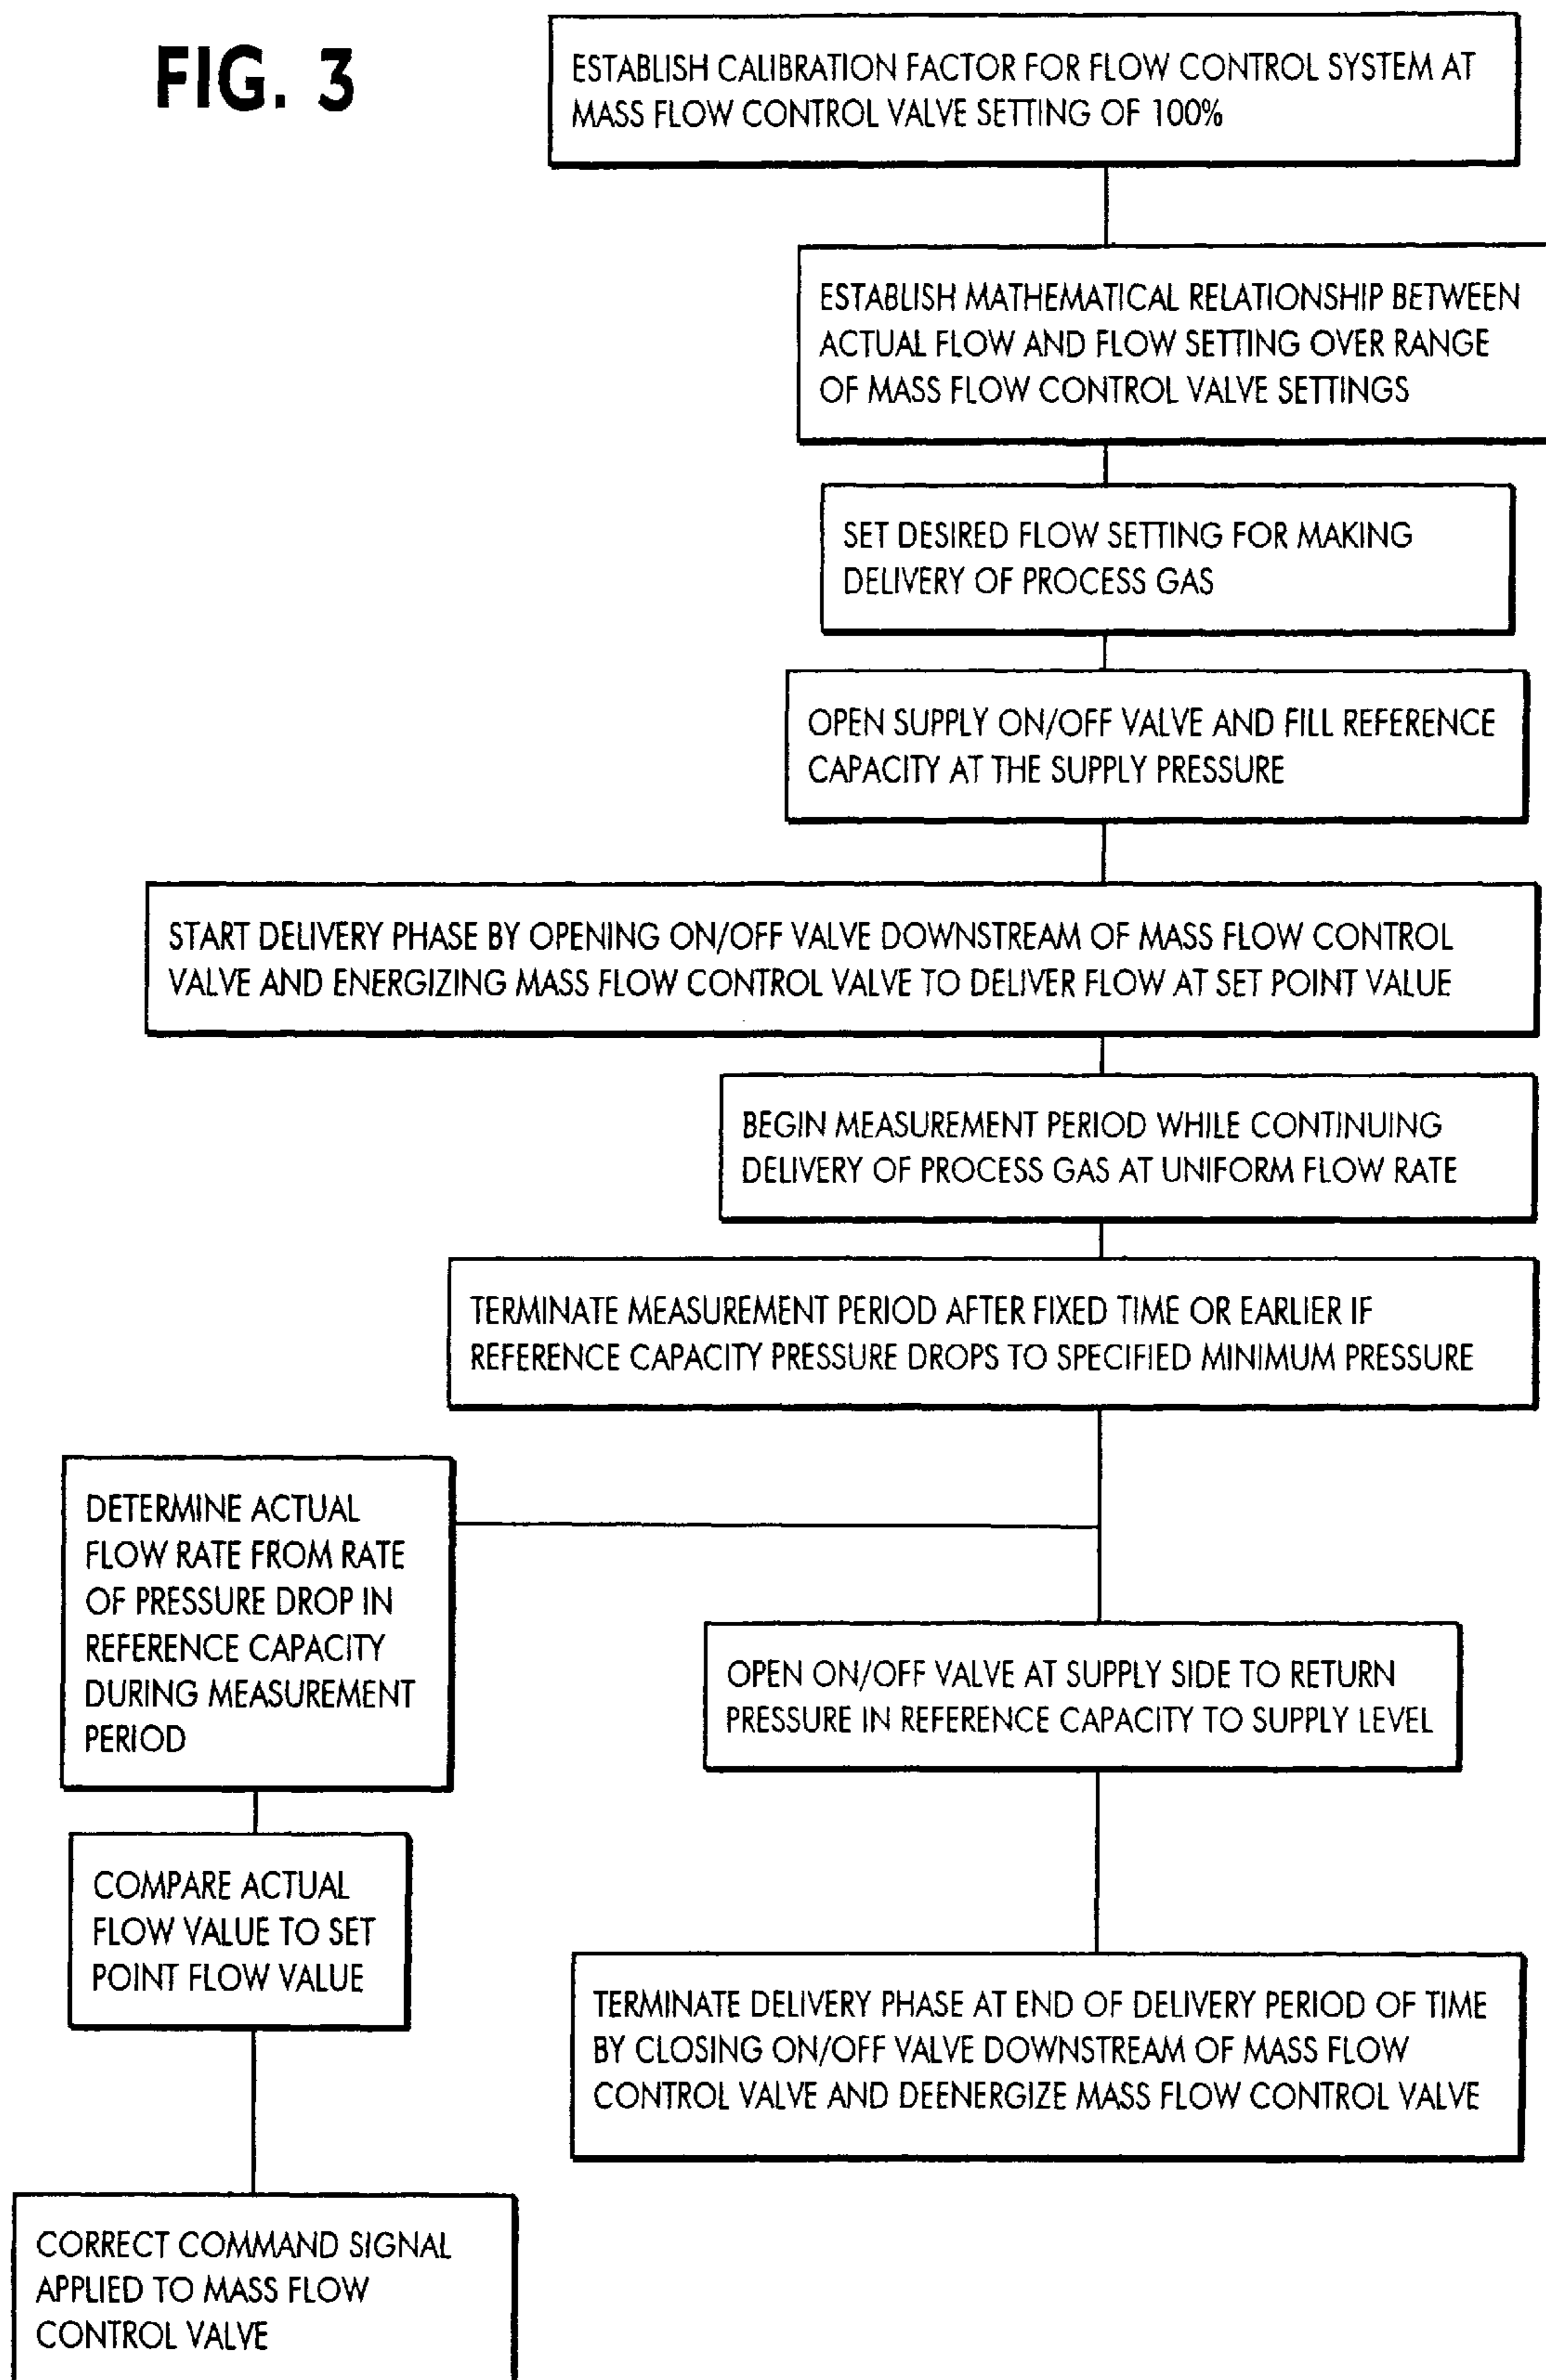 FIG. 3
ESTABLISH CALIBRATION FACTOR FOR FLOW CONTROL SYSTEM AT
MASS FLOW CONTROL VALVE SETTING OF 100%
ESTABLISH MATHEMATICAL RELATIONSHIP BETWEEN
ACTUAL FLOW AND FLOW SETTING OVER RANGE
OF MASS FLOW CONTROL VALVE SETTINGS
SET DESIRED FLOW SETTING FOR MAKING
DELIVERY OF PROCESS GAS
OPEN SUPPLY ON/OFF VALVE AND FILL REFERENCE
CAPACITY AT THE SUPPLY PRESSURE
START DELIVERY PHASE BY OPENING ON/OFF VALVE DOWNSTREAM OF MASS FLOW CONTROL
VALVE AND ENERGIZING MASS FLOW CONTROL VALVE TO DELIVER FLOW AT SET POINT VALUE
BEGIN MEASUREMENT PERIOD WHILE CONTINUING
DELIVERY OF PROCESS GAS AT UNIFORM FLOW RATE
TERMINATE MEASUREMENT PERIOD AFTER FIXED TIME OR EARLIER IF
REFERENCE CAPACITY PRESSURE DROPS TO SPECIFIED MINIMUM PRESSURE
DETERMINE ACTUAL
FLOW RATE FROM RATE
OF PRESSURE DROP IN
REFERENCE CAPACITY
DURING MEASUREMENT
PERIOD
OPEN ON/OFF VALVE AT SUPPLY SIDE TO RETURN
PRESSURE IN REFERENCE CAPACITY TO SUPPLY LEVEL
COMPARE ACTUAL
FLOW VALUE TO SET
POINT FLOW VALUE
TERMINATE DELIVERY PHASE AT END OF DELIVERY PERIOD OF TIME
BY CLOSING ON/OFF VALVE DOWNSTREAM OF MASS FLOW
CONTROL VALVE AND DEENERGIZE MASS FLOW CONTROL VALVE
CORRECT COMMAND SIGNAL
APPLIED TO MASS FLOW
CONTROL VALVE